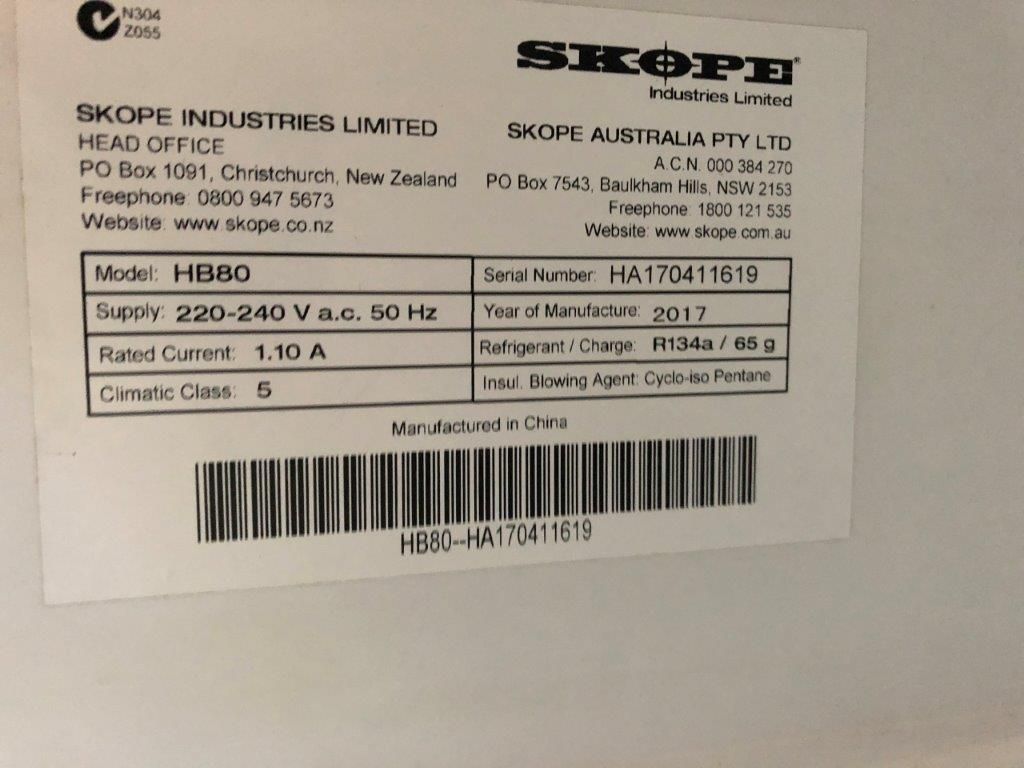 N304
Z055
SKOPE®
Industries Limited
SKOPE INDUSTRIES LIMITED
HEAD OFFICE
PO Box 1091, Christchurch, New Zealand
Freephone: 0800 947 5673
Website: www.skope.co.nz
SKOPE AUSTRALIA PTY LTD
A.C.N. 000 384 270
PO Box 7543, Baulkham Hills, NSW 2153
Freephone: 1800 121 535
Website: www.skope.com.au
Model: HB80
Serial Number: HA170411619
Supply: 220-240 V a.c. 50 Hz
Year of Manufacture: 2017
Rated Current: 1.10 A
Refrigerant / Charge: R134a / 65 g
Climatic Class: 5
Insul. Blowing Agent: Cyclo-iso Pentane
Manufactured in China
HB80--HA170411619